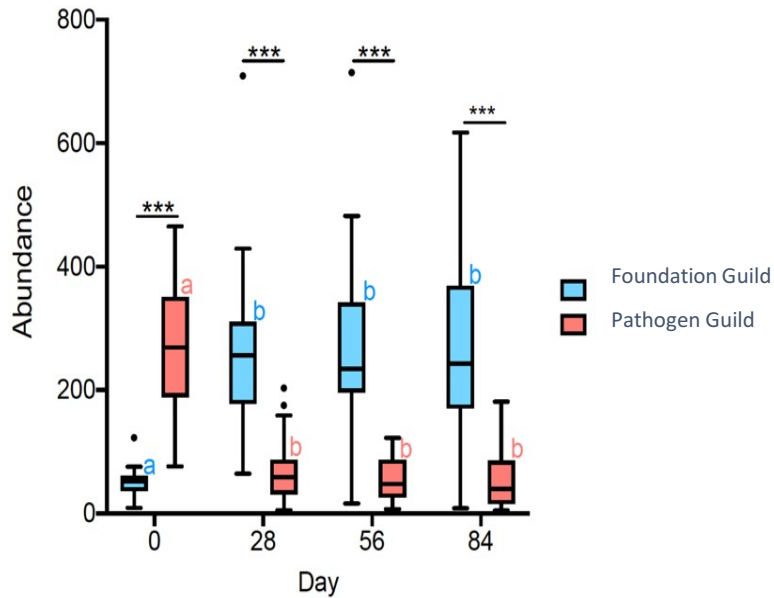 800
600
400
200
0
Abundance
***
***
***
***
a
a
b
b
b
b
b
b
0 28 56 84
Day
Foundation Guild
Pathogen Guild